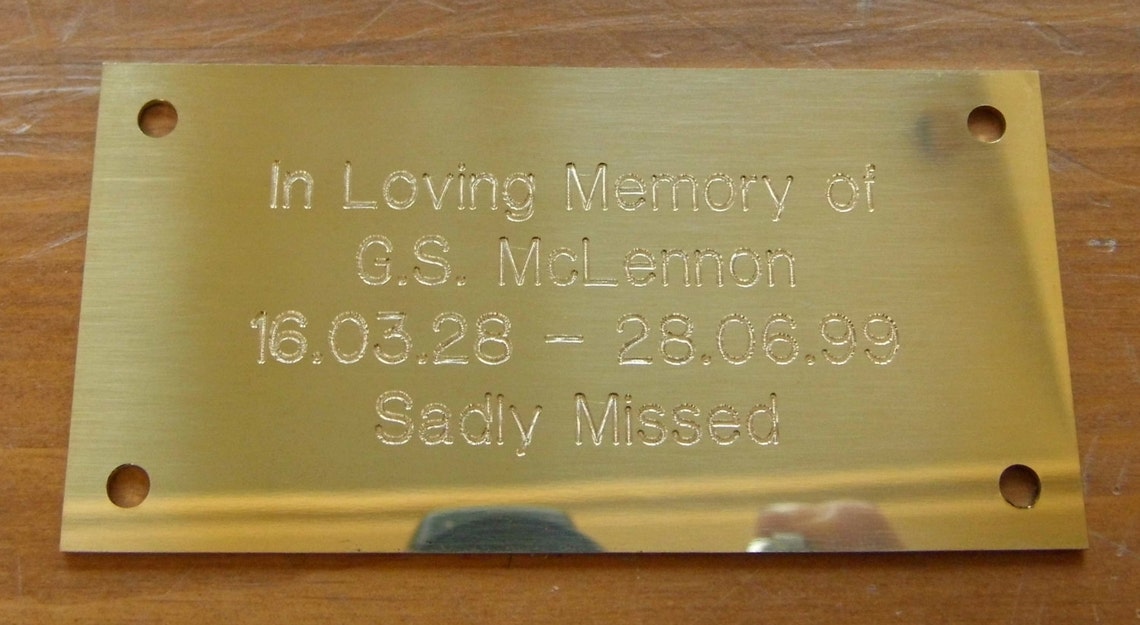 In Loving Memory of
G.S. McLennon
16.03.28 – 28.06.99
Sadly Missed